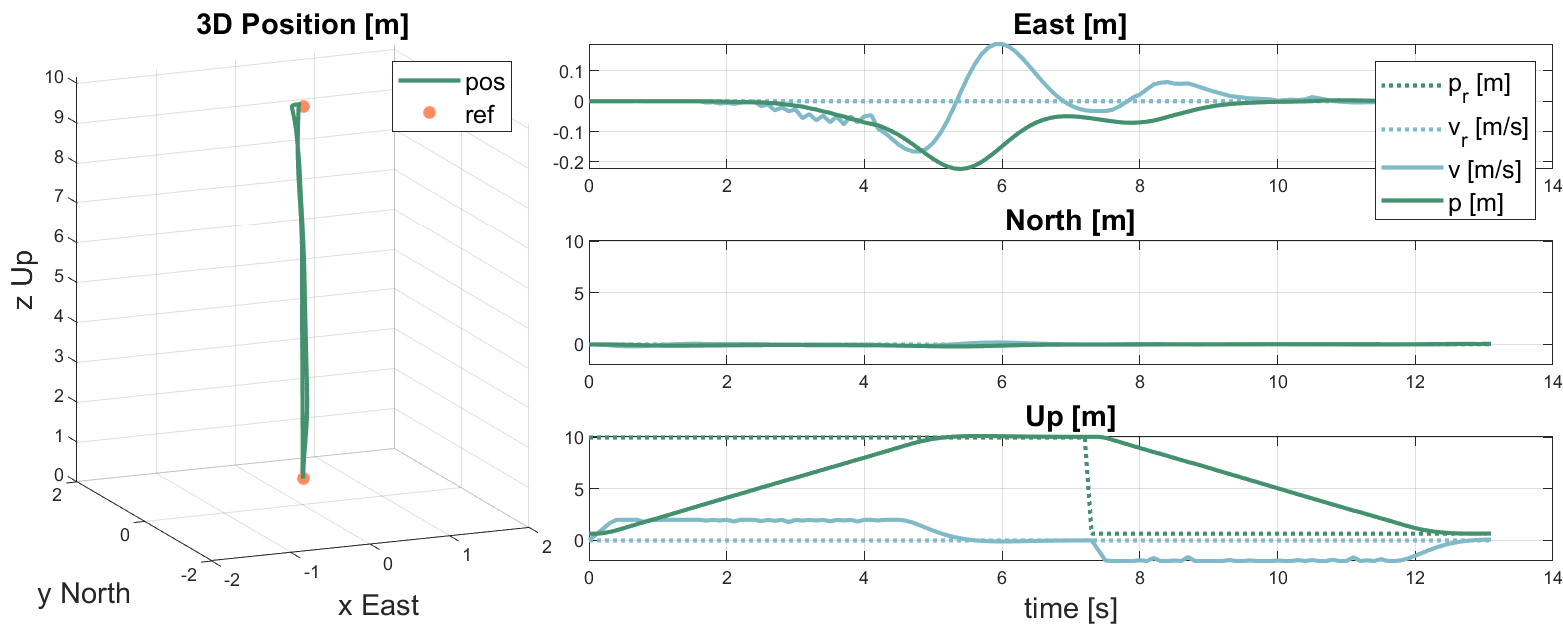 3D Position [m]
pos
ref
10
9
8
7
6
5
4
3
2
1
0
z Up
2
0
-2
y North
-2
-1
0
1
2
x East
East [m]
0.1
0
-0.1
-0.2
0 2 4 6 8 10 14
p_r [m]
v_r [m/s]
v [m/s]
p [m]
North [m]
10
5
0
0 2 4 6 8 10 12 14
Up [m]
10
5
0
0 2 4 6 8 10 12 14
time [s]